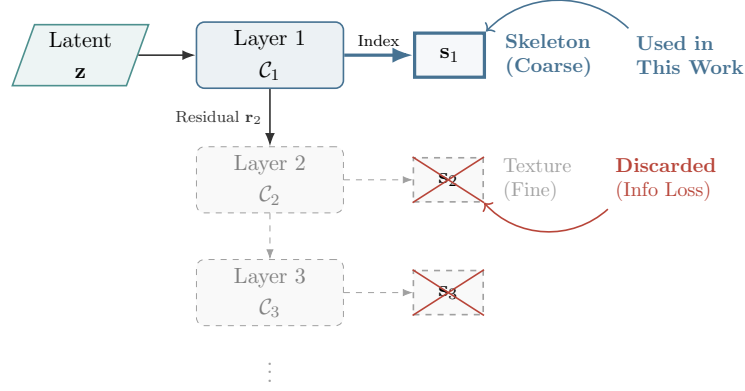 Latent
z
Layer 1
C₁
Index
s₁
Skeleton
(Coarse)
Used in
This Work
Residual r₂
Layer 2
C₂
s₂
Texture
(Fine)
Discarded
(Info Loss)
Layer 3
C₃
s₃
⋮